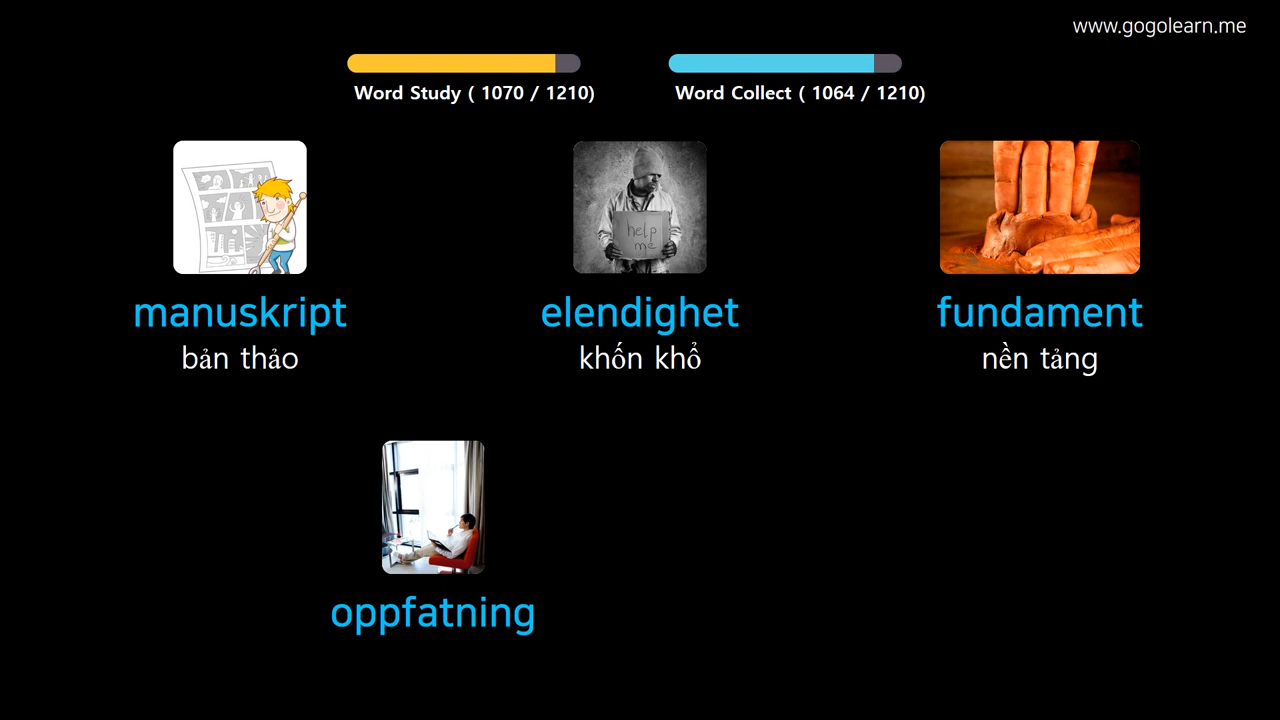 www.gogolearn.me
Word Study ( 1070 / 1210)
Word Collect ( 1064 / 1210)
help
me
manuskript
bản thảo
elendighet
khốn khổ
fundament
nền tảng
oppfatning